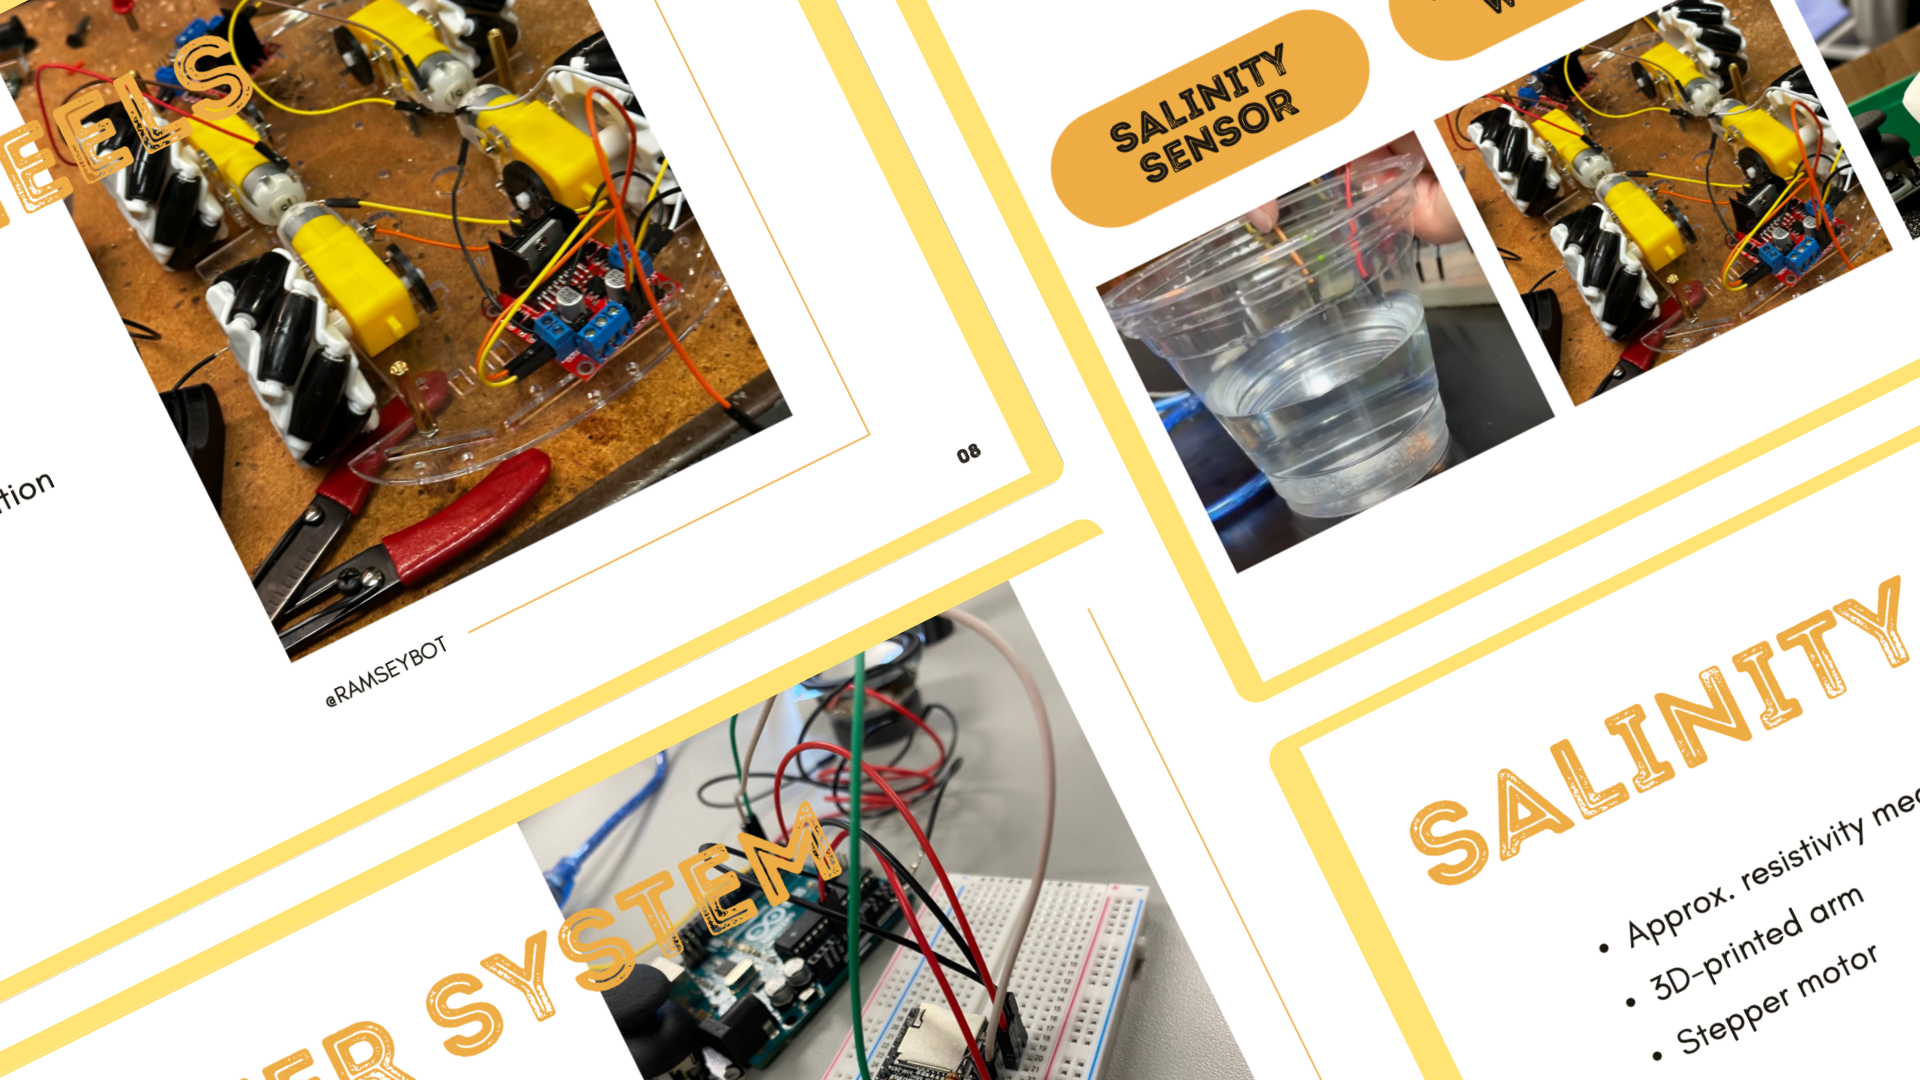 EELS
tion
@RAMSEYBOT
08
SALINITY
SENSOR
W
ER SYSTEM
SALINITY
• Approx. resistivity mea
• 3D-printed arm
• Stepper motor